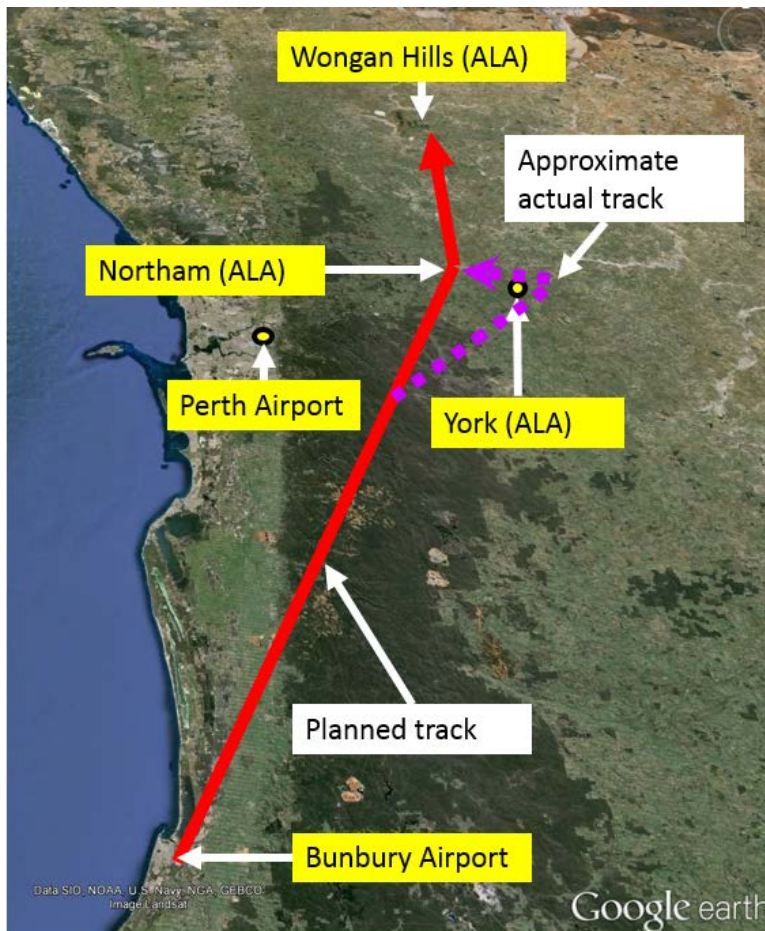 Wongan Hills (ALA)
Approximate
actual track
Northam (ALA)
Perth Airport
York (ALA)
Planned track
Bunbury Airport
Data SIO, NOAA, U.S. Navy, NGA, GEBCO
Image Landsat
Google earth